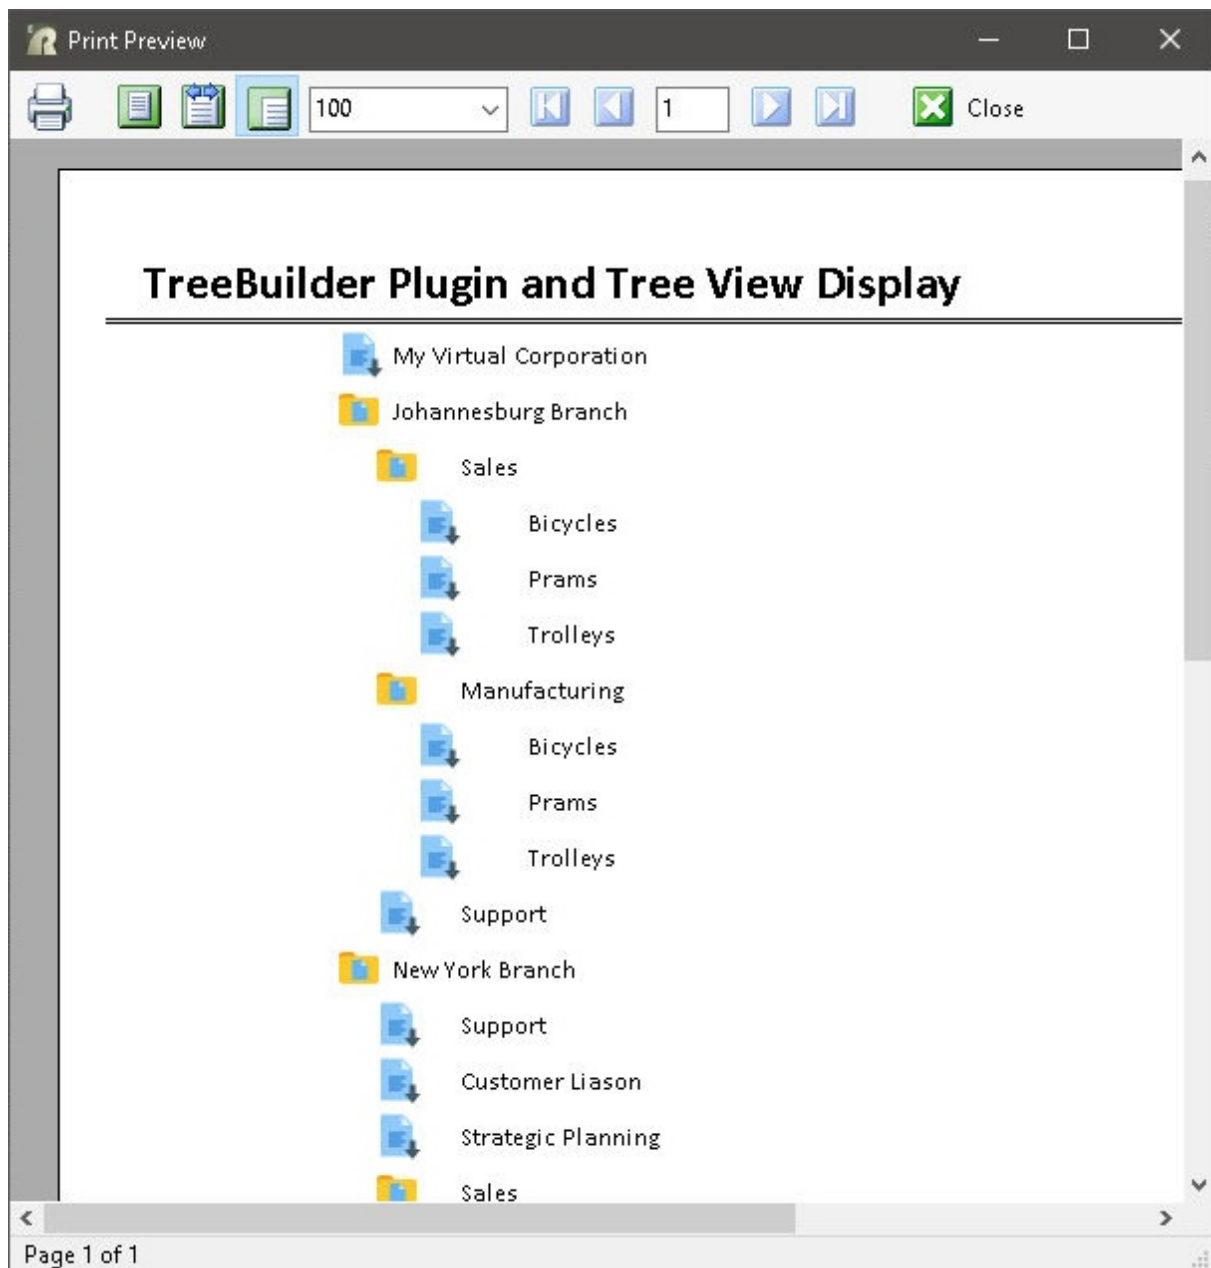 Print Preview
100 1 Close
TreeBuilder Plugin and Tree View Display
My Virtual Corporation
Johannesburg Branch
Sales
Bicycles
Prams
Trolleys
Manufacturing
Bicycles
Prams
Trolleys
Support
New York Branch
Support
Customer Liason
Strategic Planning
Sales
Page 1 of 1